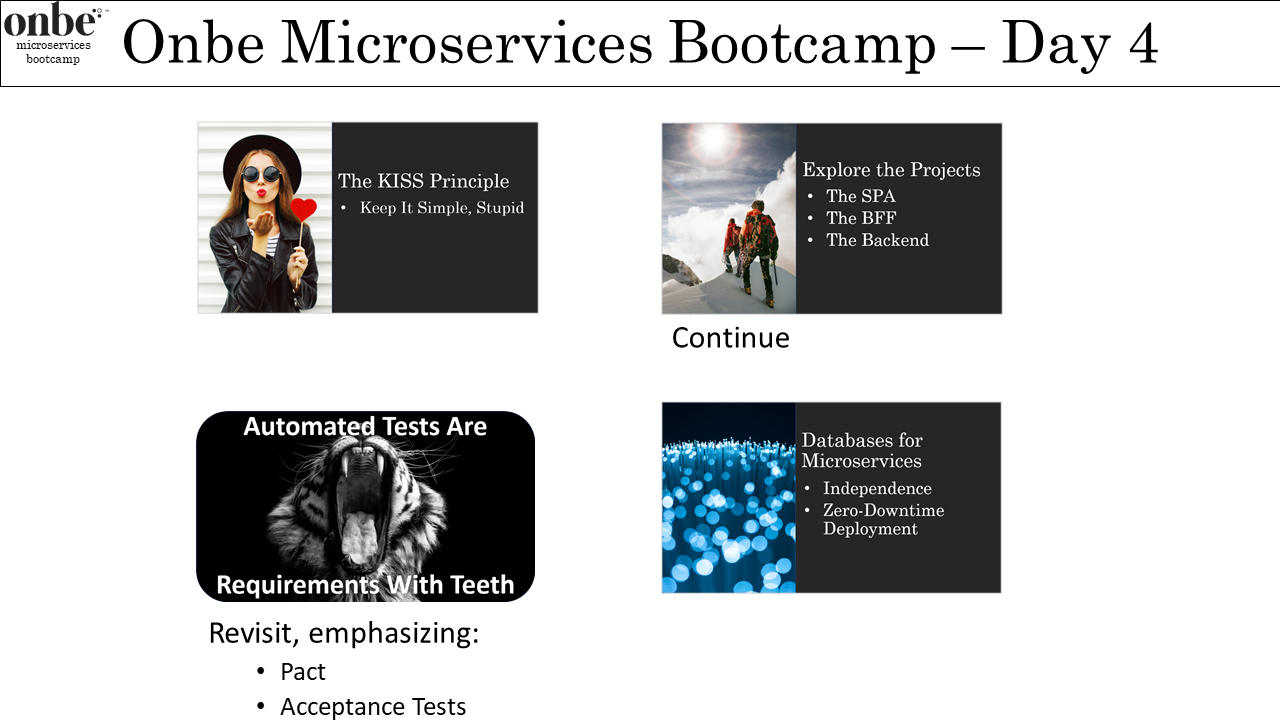 onbe
microservices
bootcamp
Onbe Microservices Bootcamp – Day 4
The KISS Principle
• Keep It Simple, Stupid
Explore the Projects
• The SPA
• The BFF
• The Backend
Continue
Automated Tests Are
Requirements With Teeth
Revisit, emphasizing:
• Pact
• Acceptance Tests
Databases for
Microservices
• Independence
• Zero-Downtime
Deployment